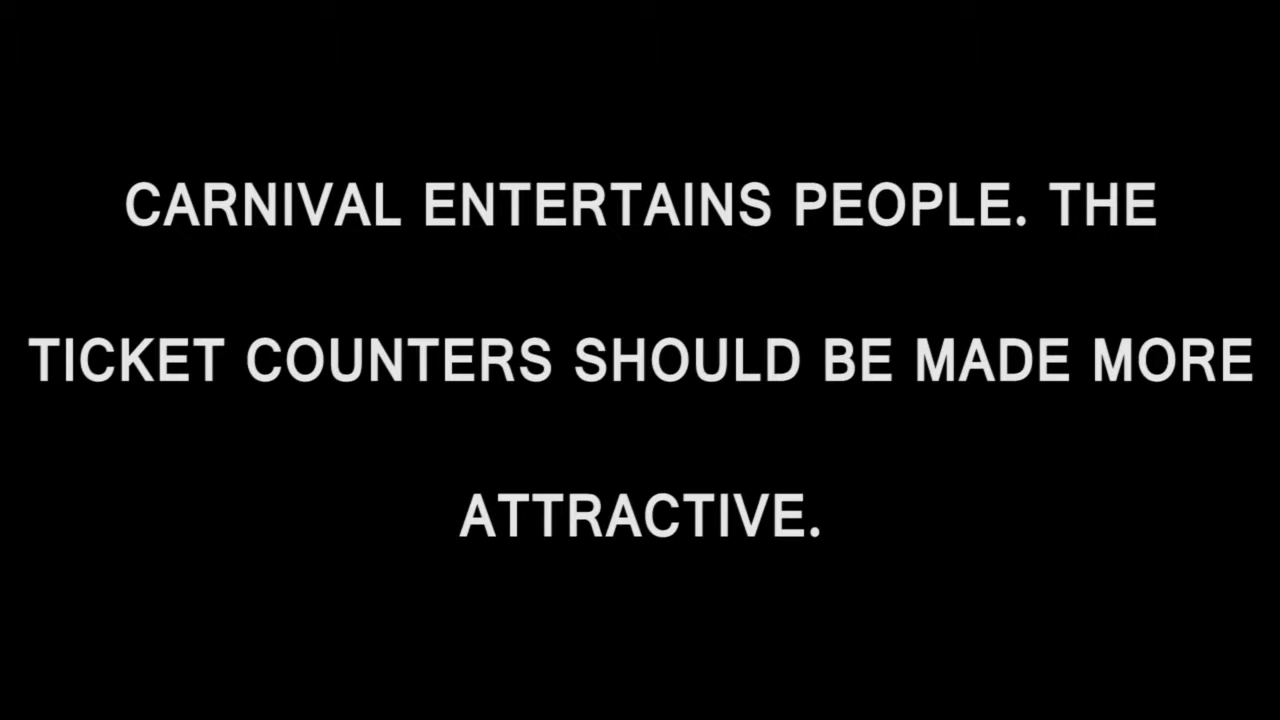 CARNIVAL ENTERTAINS PEOPLE. THE
TICKET COUNTERS SHOULD BE MADE MORE
ATTRACTIVE.